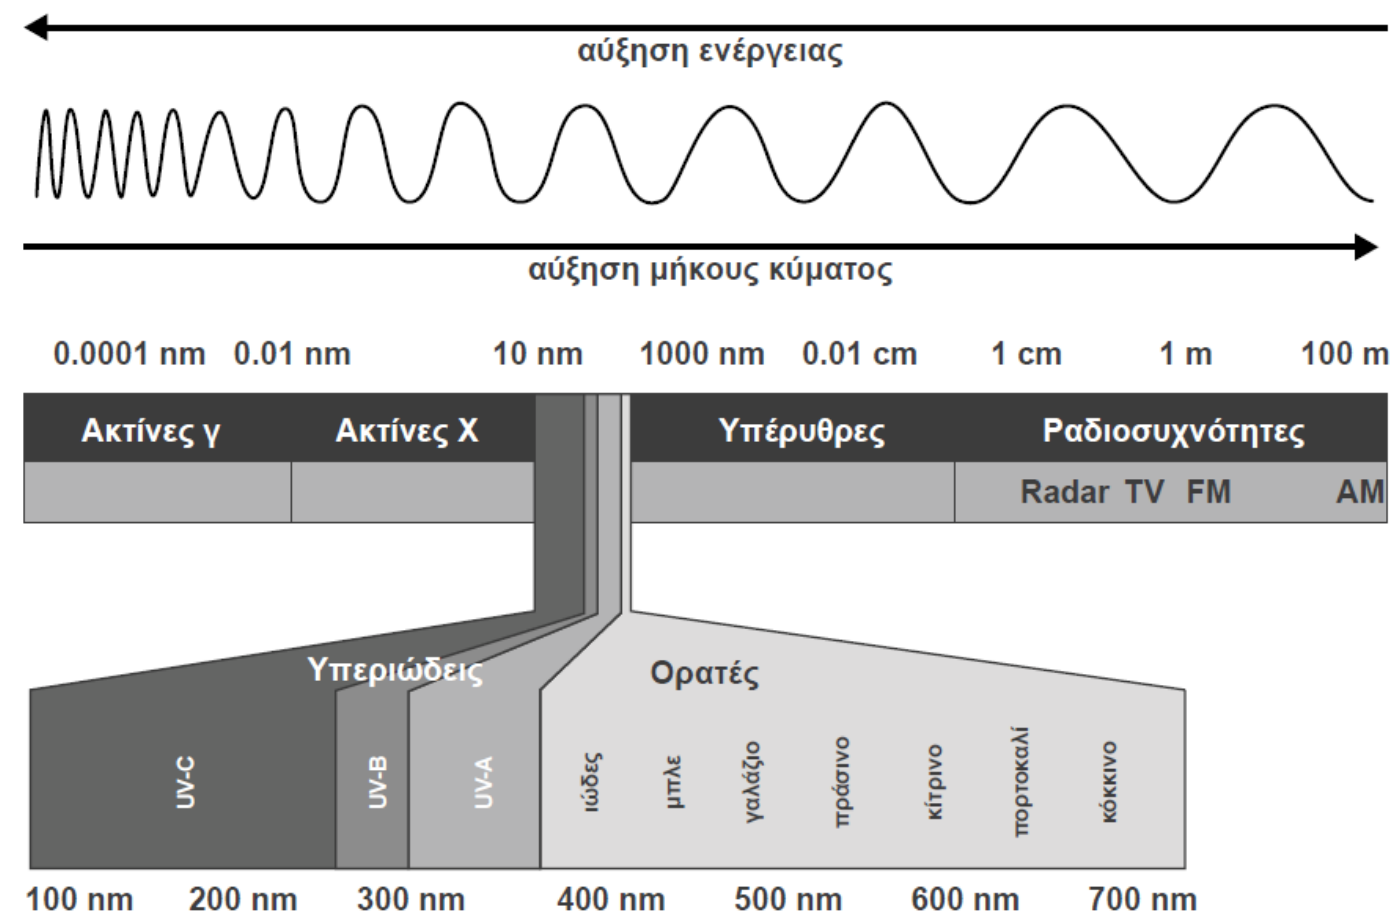 αύξηση ενέργειας
αύξηση μήκους κύματος
0.0001 nm 0.01 nm 10 nm 1000 nm 0.01 cm 1 cm 1 m 100 m
Ακτίνες γ Ακτίνες Χ Υπέρυθρες Ραδιοσυχνότητες
Radar TV FM AM
Υπεριώδεις Ορατές
UV-C UV-B UV-A ιώδες μπλε γαλάζιο πράσινο κίτρινο πορτοκαλί κόκκινο
100 nm 200 nm 300 nm 400 nm 500 nm 600 nm 700 nm